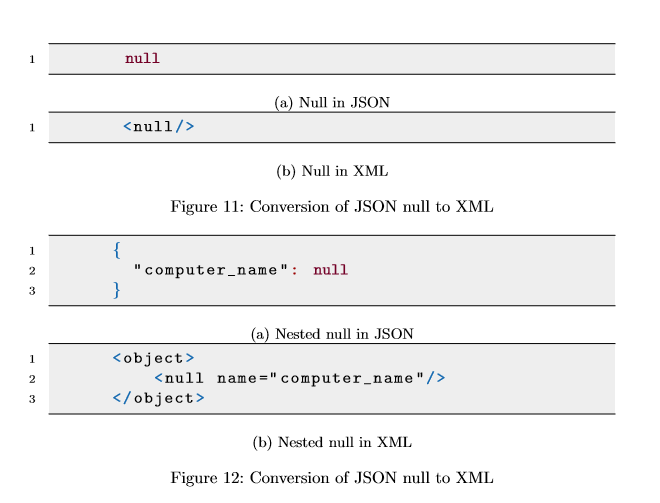 1 null
(a) Null in JSON
1 <null/>
(b) Null in XML
Figure 11: Conversion of JSON null to XML
1 {
2 "computer_name": null
3 }
(a) Nested null in JSON
1 <object>
2 <null name="computer_name"/>
3 </object>
(b) Nested null in XML
Figure 12: Conversion of JSON null to XML